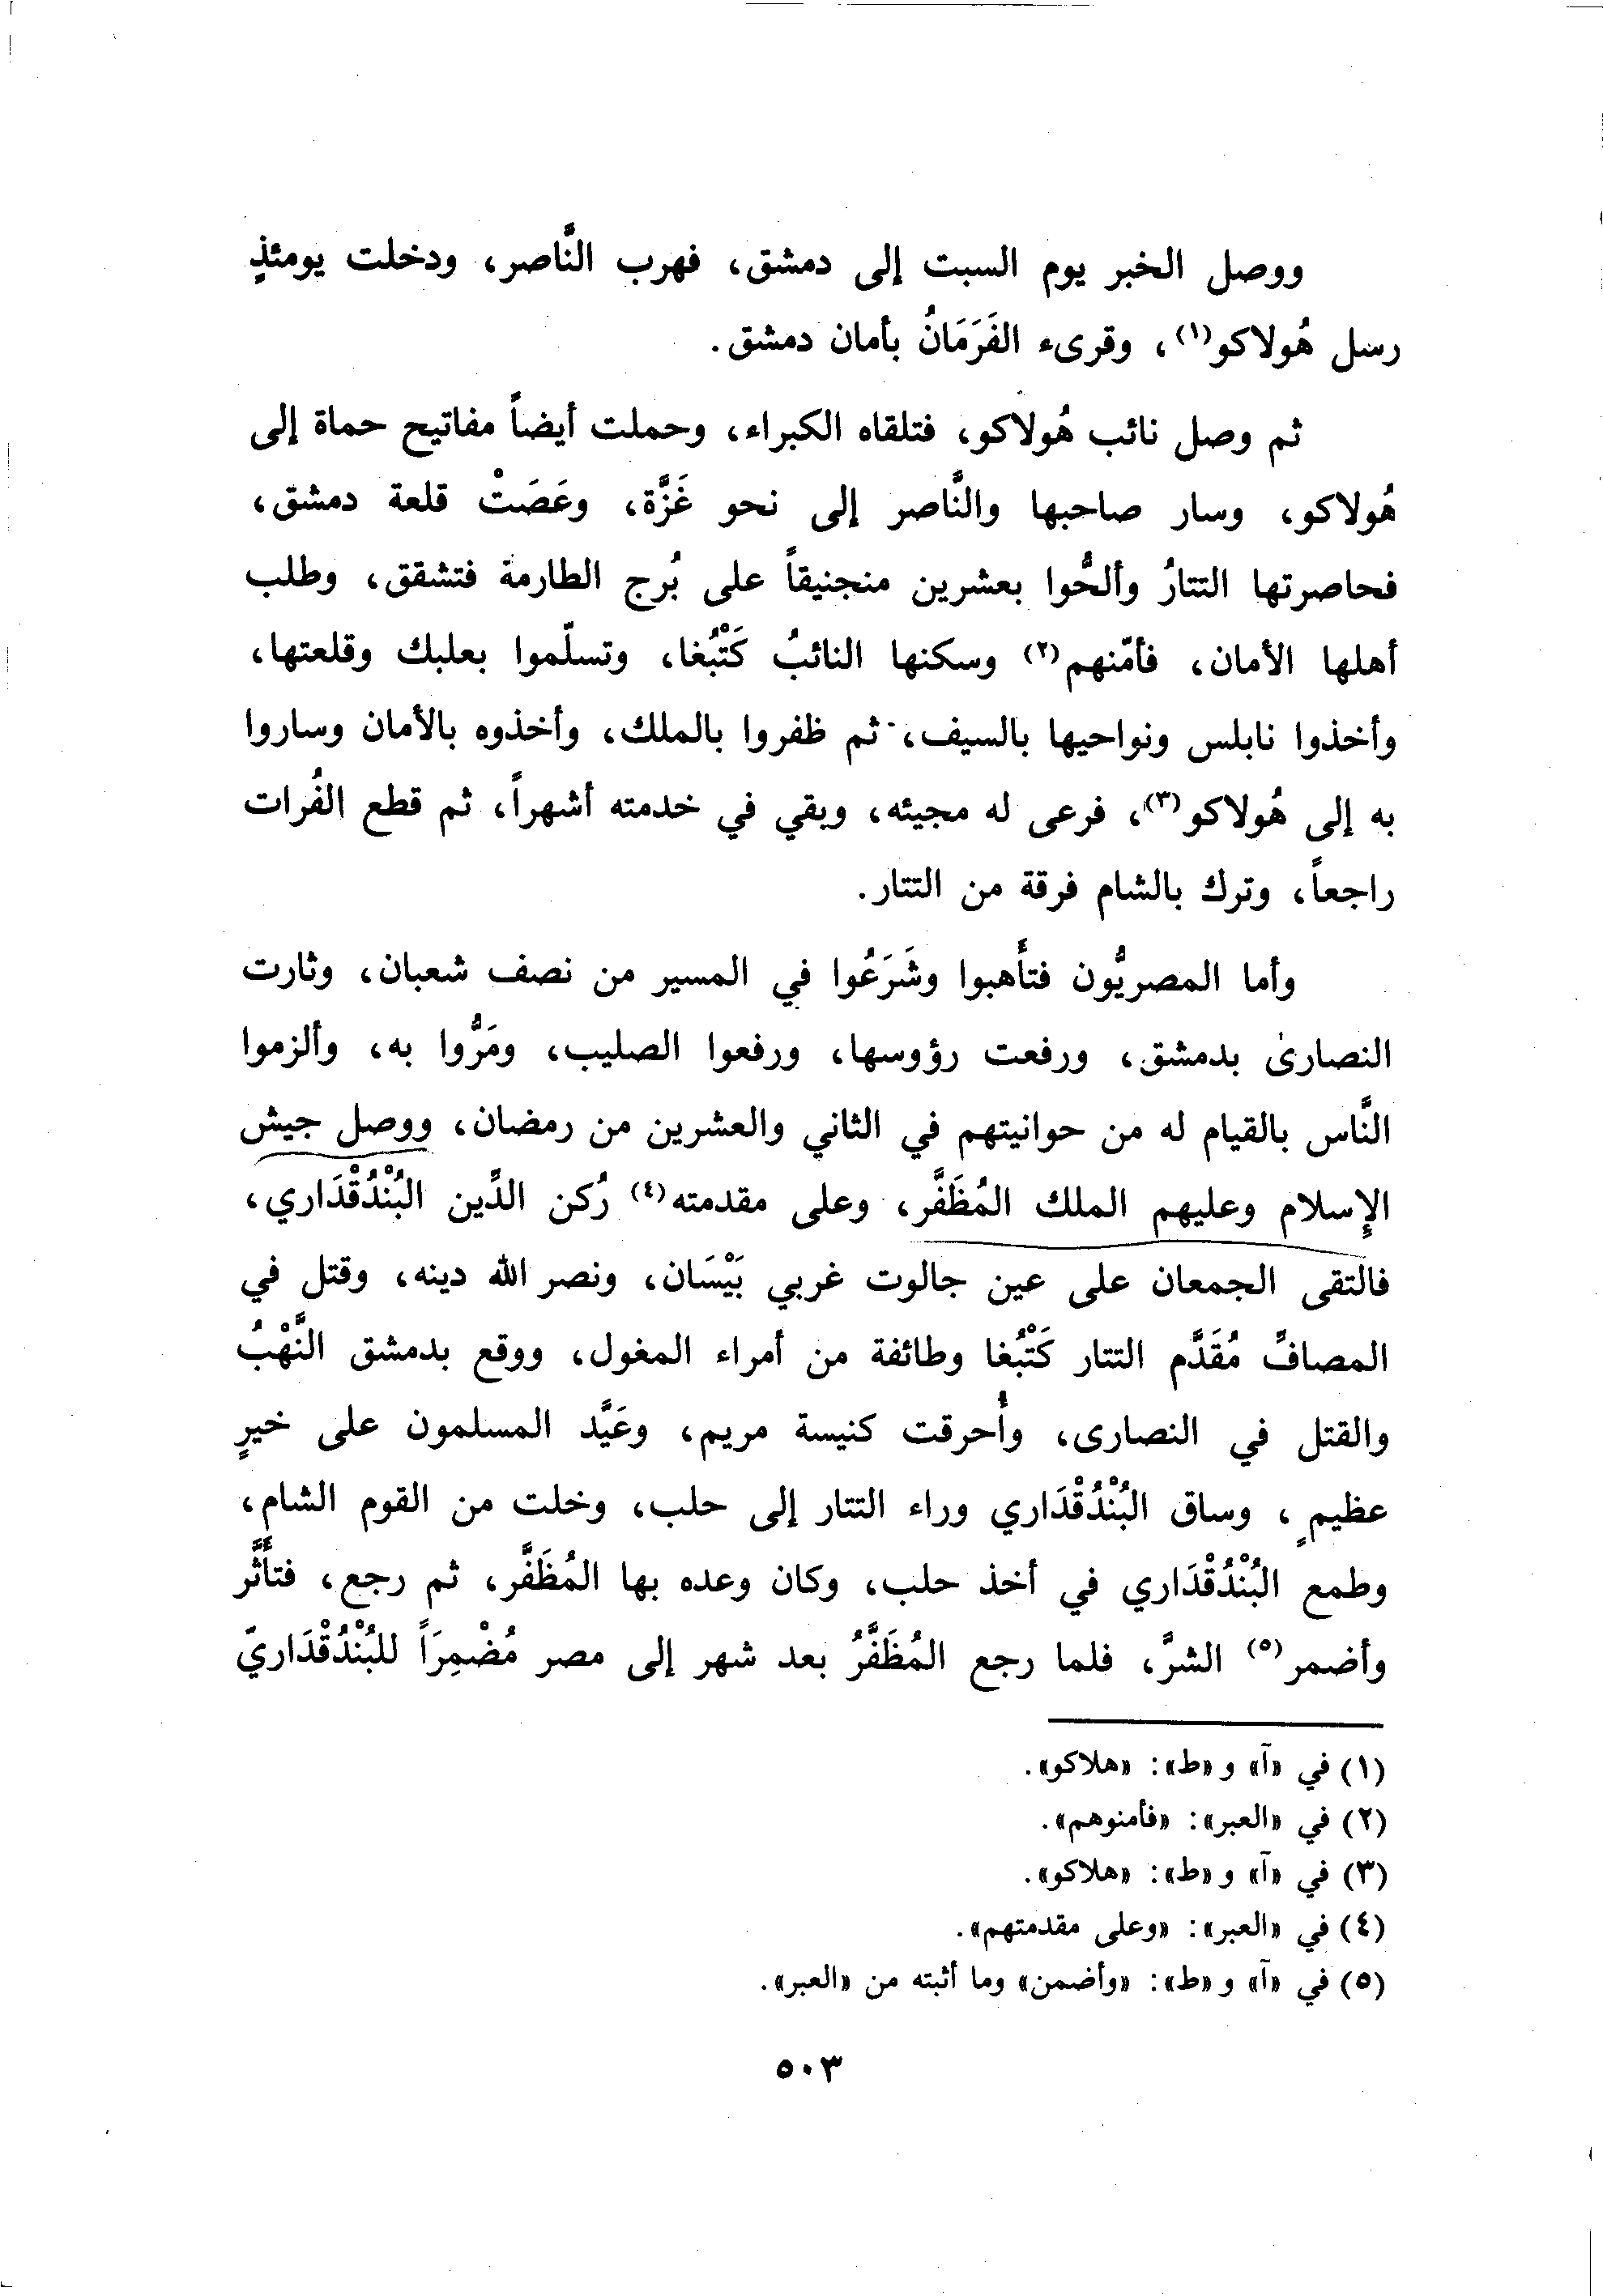 ووصل الخبر يوم السبت إلى دمشق، فهرب النَّاصر، ودخلت يومئذٍ
رسل هُولاكو(١)، وقرىء الفَرَمَانُ بأمان دمشق.
ثم وصل نائب هُولاكو، فتلقاه الكبراء، وحملت أيضاً مفاتيح حماة إلى
هُولاكو، وسار صاحبها والنَّاصر إلى نحو غَزَّة، وعَصَتْ قلعة دمشق،
فحاصرتها التتارُ وألحُّوا بعشرين منجنيقاً على بُرج الطارمة فتشقق، وطلب
أهلها الأمان، فأمّنهم(٢) وسكنها النائبُ كَتْبُغا، وتسلّموا بعلبك وقلعتها،
وأخذوا نابلس ونواحيها بالسيف، ثم ظفروا بالملك، وأخذوه بالأمان وساروا
به إلى هُولاكو(٣)، فرعى له مجيئه، وبقي في خدمته أشهراً، ثم قطع الفُرات
راجعاً، وترك بالشام فرقة من التتار.
وأما المصريُّون فتأهبوا وشَرَعُوا في المسير من نصف شعبان، وثارت
النصارى بدمشق، ورفعت رؤوسها، ورفعوا الصليب، ومَرُّوا به، وألزموا
النَّاس بالقيام له من حوانيتهم في الثاني والعشرين من رمضان، ووصل جيش
الإسلام وعليهم الملك المُظَفَّر، وعلى مقدمته(٤) رُكن الدِّين البُنْدُقْدَاري،
فالتقى الجمعان على عين جالوت غربي بَيْسَان، ونصر الله دينه، وقتل في
المصافِّ مُقَدَّم التتار كَتْبُغا وطائفة من أمراء المغول، ووقع بدمشق النَّهْبُ
والقتل في النصارى، وأُحرقت كنيسة مريم، وعَيَّد المسلمون على خيرٍ
عظيمٍ، وساق البُنْدُقْدَاري وراء التتار إلى حلب، وخلت من القوم الشام،
وطمع البُنْدُقْدَاري في أخذ حلب، وكان وعده بها المُظَفَّر، ثم رجع، فتأثَّر
وأضمر(٥) الشرَّ، فلما رجع المُظَفَّرُ بعد شهر إلى مصر مُضْمِرَاً للبُنْدُقْدَاريّ
(١) في «آ» و «ط»: «هلاكو».
(٢) في «العبر»: «فأمنوهم».
(٣) في «آ» و «ط»: «هلاكو».
(٤) في «العبر»: «وعلى مقدمتهم».
(٥) في «آ» و «ط»: «وأضمن» وما أثبته من «العبر».
٥٠٣